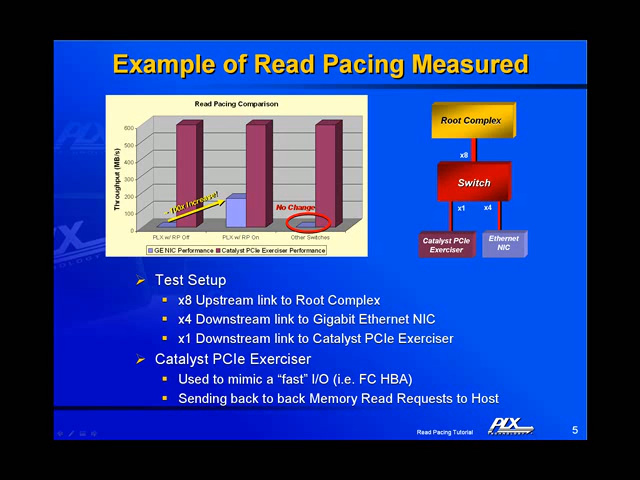 Example of Read Pacing Measured
Read Pacing Comparison
Throughput (MB/s)
600
500
400
300
200
100
0
Increase!
No Change
PLX w/ RP Off
PLX w/ RP On
Other Switches
GE NIC Performance
Catalyst PCIe Exerciser Performance
Root Complex
x8
Switch
x1
x4
Catalyst PCIe
Exerciser
Ethernet
NIC
Test Setup
x8 Upstream link to Root Complex
x4 Downstream link to Gigabit Ethernet NIC
x1 Downstream link to Catalyst PCIe Exerciser
Catalyst PCIe Exerciser
Used to mimic a “fast” I/O (i.e. FC HBA)
Sending back to back Memory Read Requests to Host
Read Pacing Tutorial
PLX
5